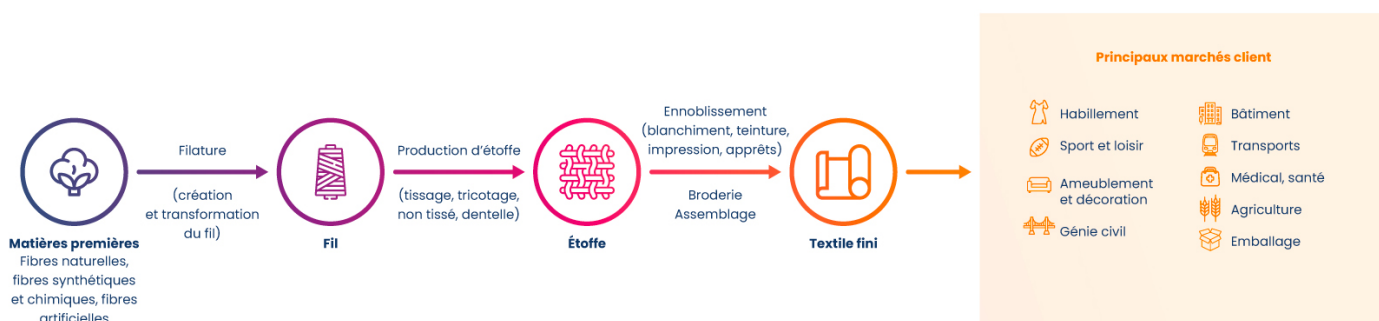 Matières premières
Fibres naturelles,
fibres synthétiques
et chimiques, fibres
artificielles
Filature
(création
et transformation
du fil)
Fil
Production d’étoffe
(tissage, tricotage,
non tissé, dentelle)
Étoffe
Ennoblissement
(blanchiment, teinture,
impression, apprêts)
Broderie
Assemblage
Textile fini
Principaux marchés client
Habillement
Sport et loisir
Ameublement
et décoration
Génie civil
Bâtiment
Transports
Médical, santé
Agriculture
Emballage